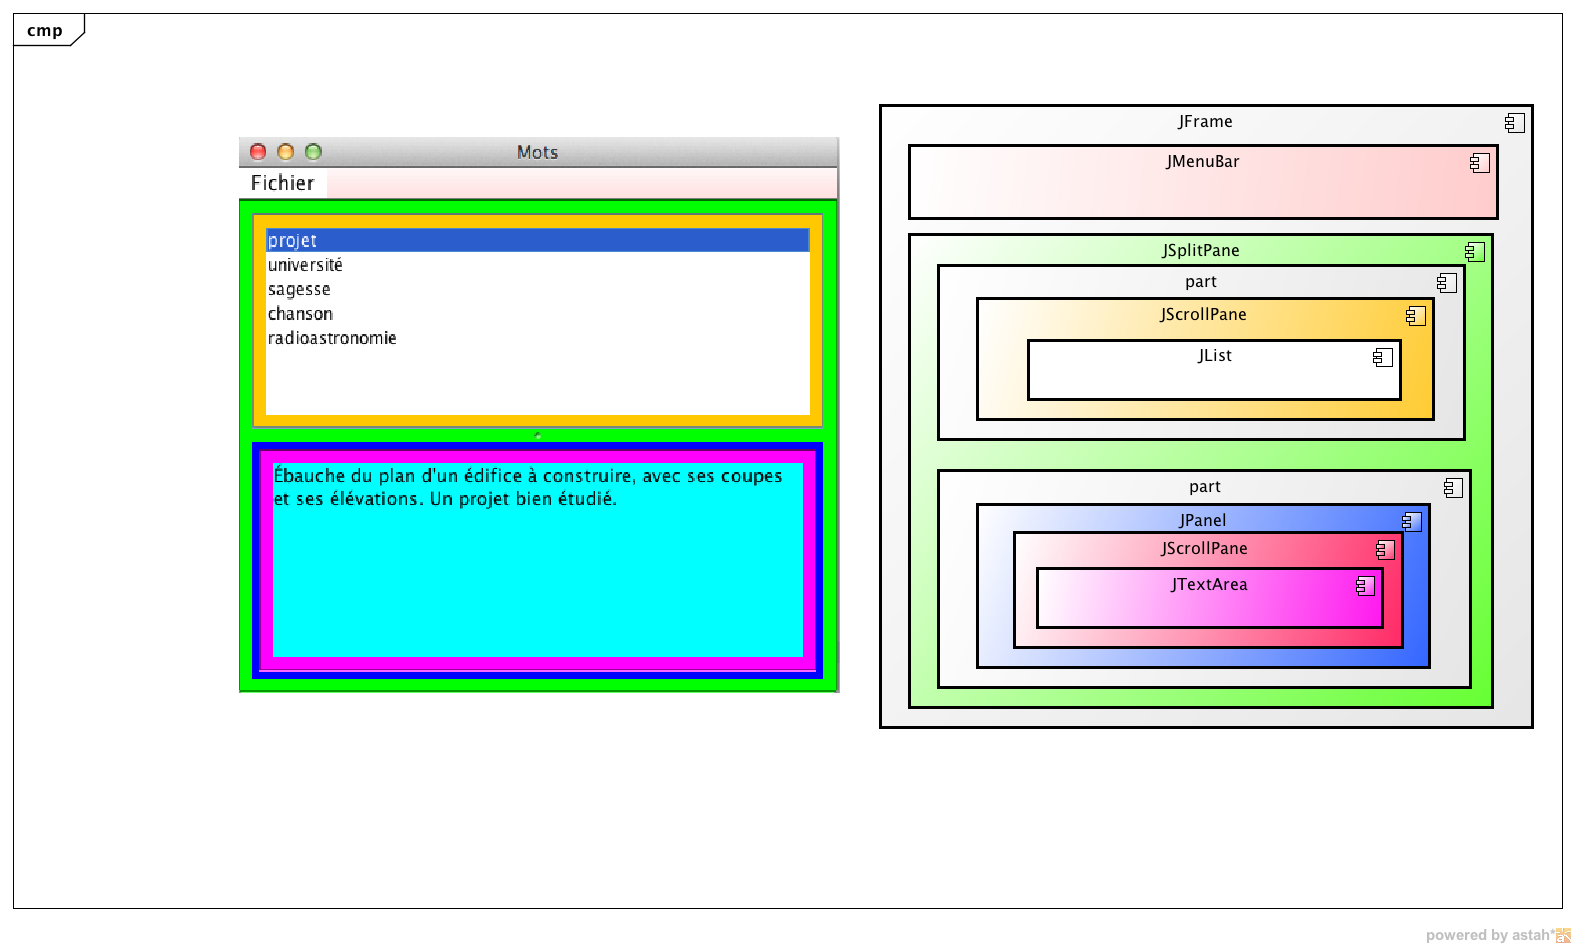 cmp
Mots
Fichier
projet
université
sagesse
chanson
radioastronomie
Ébauche du plan d'un édifice à construire, avec ses coupes
et ses élévations. Un projet bien étudié.
JFrame
JMenuBar
JSplitPane
part
JScrollPane
JList
part
JPanel
JScrollPane
JTextArea
powered by astah*